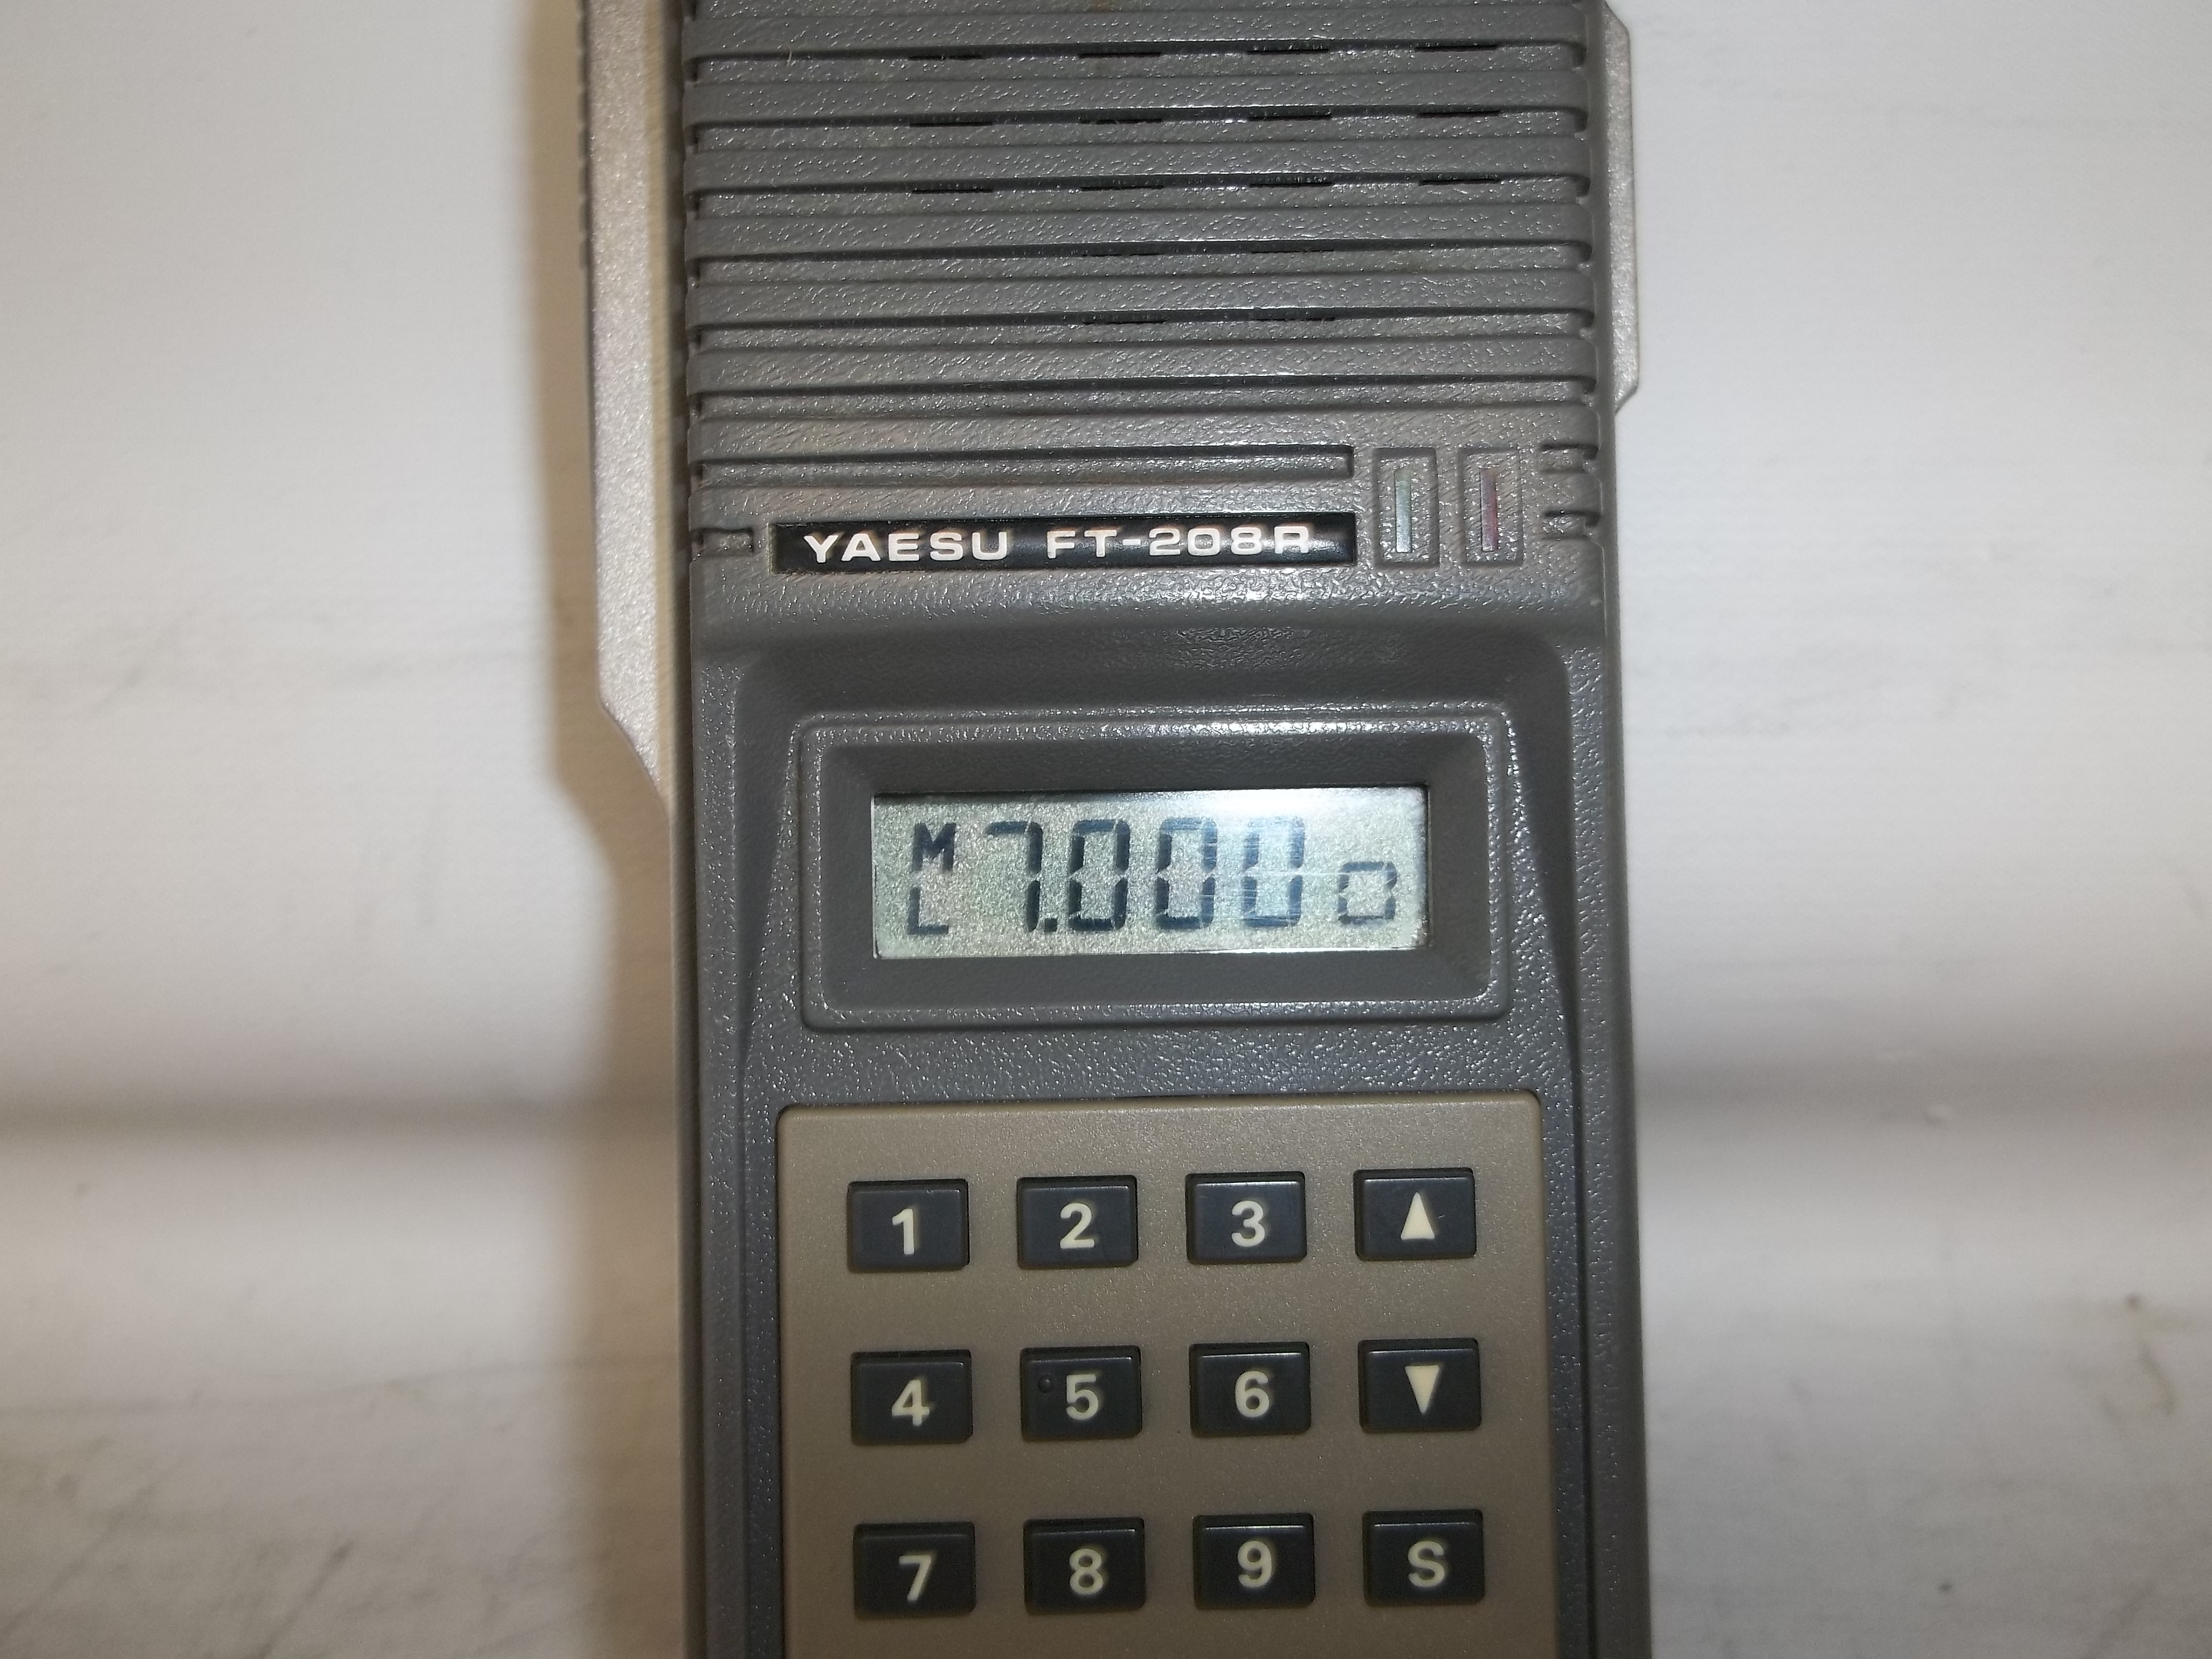 YAESU FT-208R
M 7.000 0
L
1 2 3 ▲
4 5 6 ▼
7 8 9 S